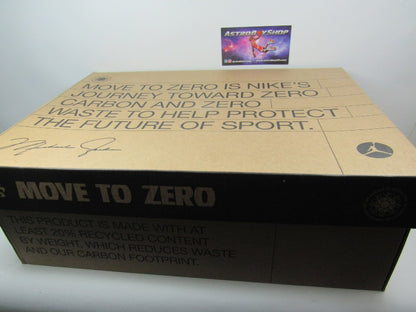 AstroBoyShop
MOVE TO ZERO IS NIKE'S
JOURNEY TOWARD ZERO
CARBON AND ZERO
WASTE TO HELP PROTECT
THE FUTURE OF SPORT.
MOVE TO ZERO
THIS PRODUCT IS MADE WITH AT
LEAST 20% RECYCLED CONTENT
BY WEIGHT, WHICH REDUCES WASTE
AND OUR CARBON FOOTPRINT.